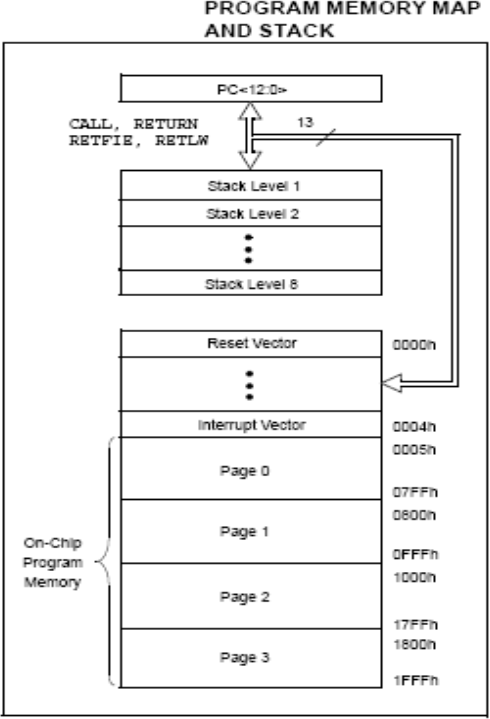 PROGRAM MEMORY MAP
AND STACK
PC<12:0>
CALL, RETURN
RETFIE, RETLW
13
Stack Level 1
Stack Level 2
Stack Level 8
Reset Vector
0000h
Interrupt Vector
0004h
0005h
Page 0
07FFh
0800h
Page 1
0FFFh
On-Chip
Program
Memory
1000h
Page 2
17FFh
1800h
Page 3
1FFFh